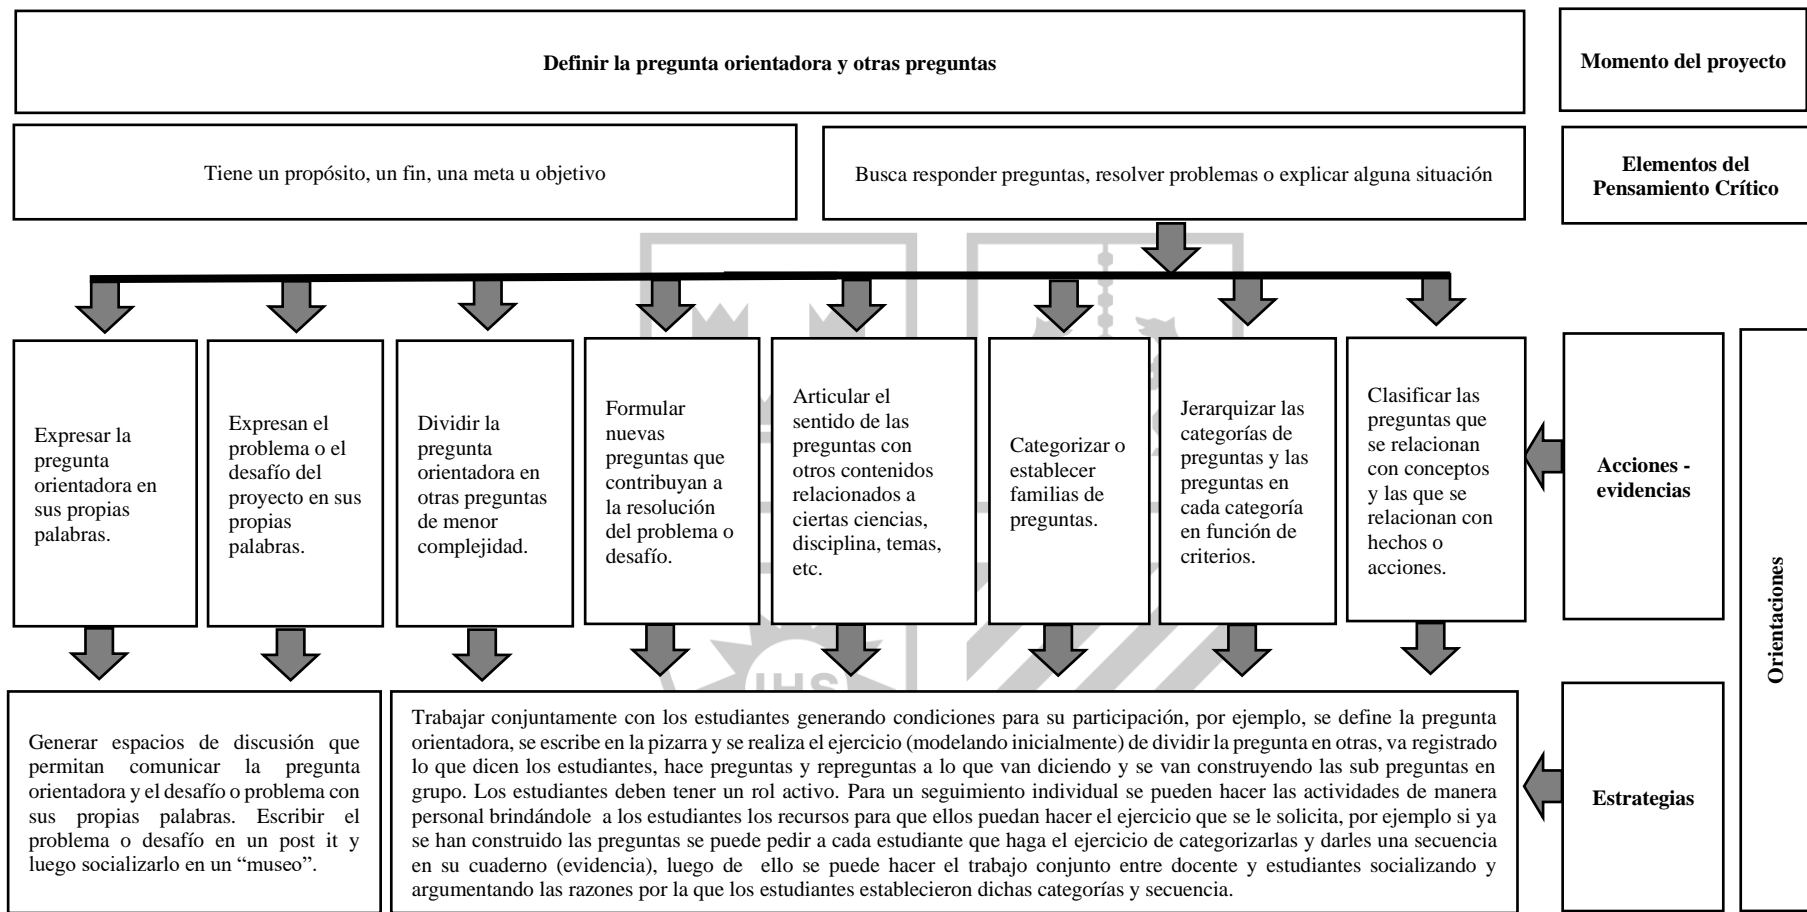 Definir la pregunta orientadora y otras preguntas
Momento del proyecto
Tiene un propósito, un fin, una meta u objetivo
Busca responder preguntas, resolver problemas o explicar alguna situación
Elementos del
Pensamiento Crítico
Expresar la
pregunta
orientadora en
sus propias
palabras.
Expresan el
problema o el
desafío del
proyecto en sus
propias
palabras.
Dividir la
pregunta
orientadora en
otras preguntas
de menor
complejidad.
Formular
nuevas
preguntas que
contribuyan a
la resolución
del problema o
desafío.
Articular el
sentido de las
preguntas con
otros contenidos
relacionados a
ciertas ciencias,
disciplina, temas,
etc.
Categorizar o
establecer
familias de
preguntas.
Jerarquizar las
categorías de
preguntas y las
preguntas en
cada categoría
en función de
criterios.
Clasificar las
preguntas que
se relacionan
con conceptos
y las que se
relacionan con
hechos o
acciones.
Acciones -
evidencias
Orientaciones
IHS
Generar espacios de discusión que
permitan comunicar la pregunta
orientadora y el desafío o problema con
sus propias palabras. Escribir el
problema o desafío en un post it y
luego socializarlo en un “museo”.
Trabajar conjuntamente con los estudiantes generando condiciones para su participación, por ejemplo, se define la pregunta
orientadora, se escribe en la pizarra y se realiza el ejercicio (modelando inicialmente) de dividir la pregunta en otras, va registrado
lo que dicen los estudiantes, hace preguntas y repreguntas a lo que van diciendo y se van construyendo las sub preguntas en
grupo. Los estudiantes deben tener un rol activo. Para un seguimiento individual se pueden hacer las actividades de manera
personal brindándole a los estudiantes los recursos para que ellos puedan hacer el ejercicio que se le solicita, por ejemplo si ya
se han construido las preguntas se puede pedir a cada estudiante que haga el ejercicio de categorizarlas y darles una secuencia
en su cuaderno (evidencia), luego de ello se puede hacer el trabajo conjunto entre docente y estudiantes socializando y
argumentando las razones por la que los estudiantes establecieron dichas categorías y secuencia.
Estrategias